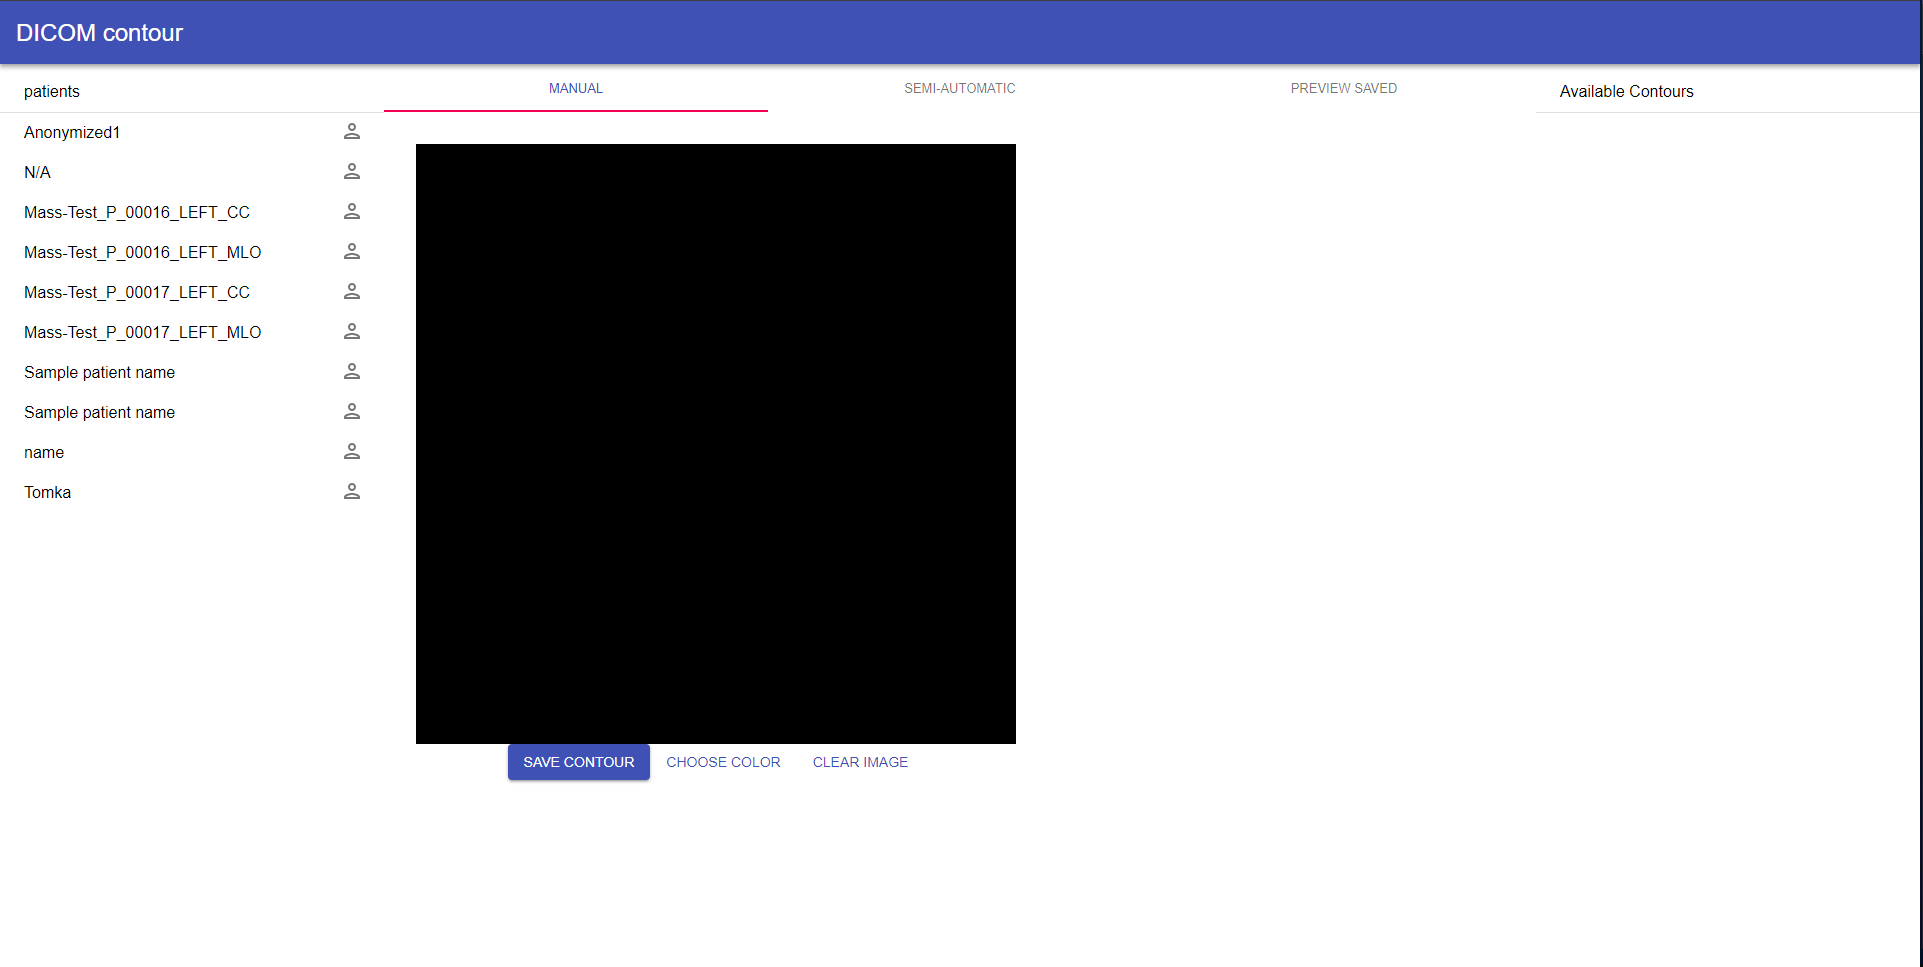 DICOM contour
patients
Anonymized1
N/A
Mass-Test_P_00016_LEFT_CC
Mass-Test_P_00016_LEFT_MLO
Mass-Test_P_00017_LEFT_CC
Mass-Test_P_00017_LEFT_MLO
Sample patient name
Sample patient name
name
Tomka
MANUAL
SEMI-AUTOMATIC
PREVIEW SAVED
SAVE CONTOUR
CHOOSE COLOR
CLEAR IMAGE
Available Contours